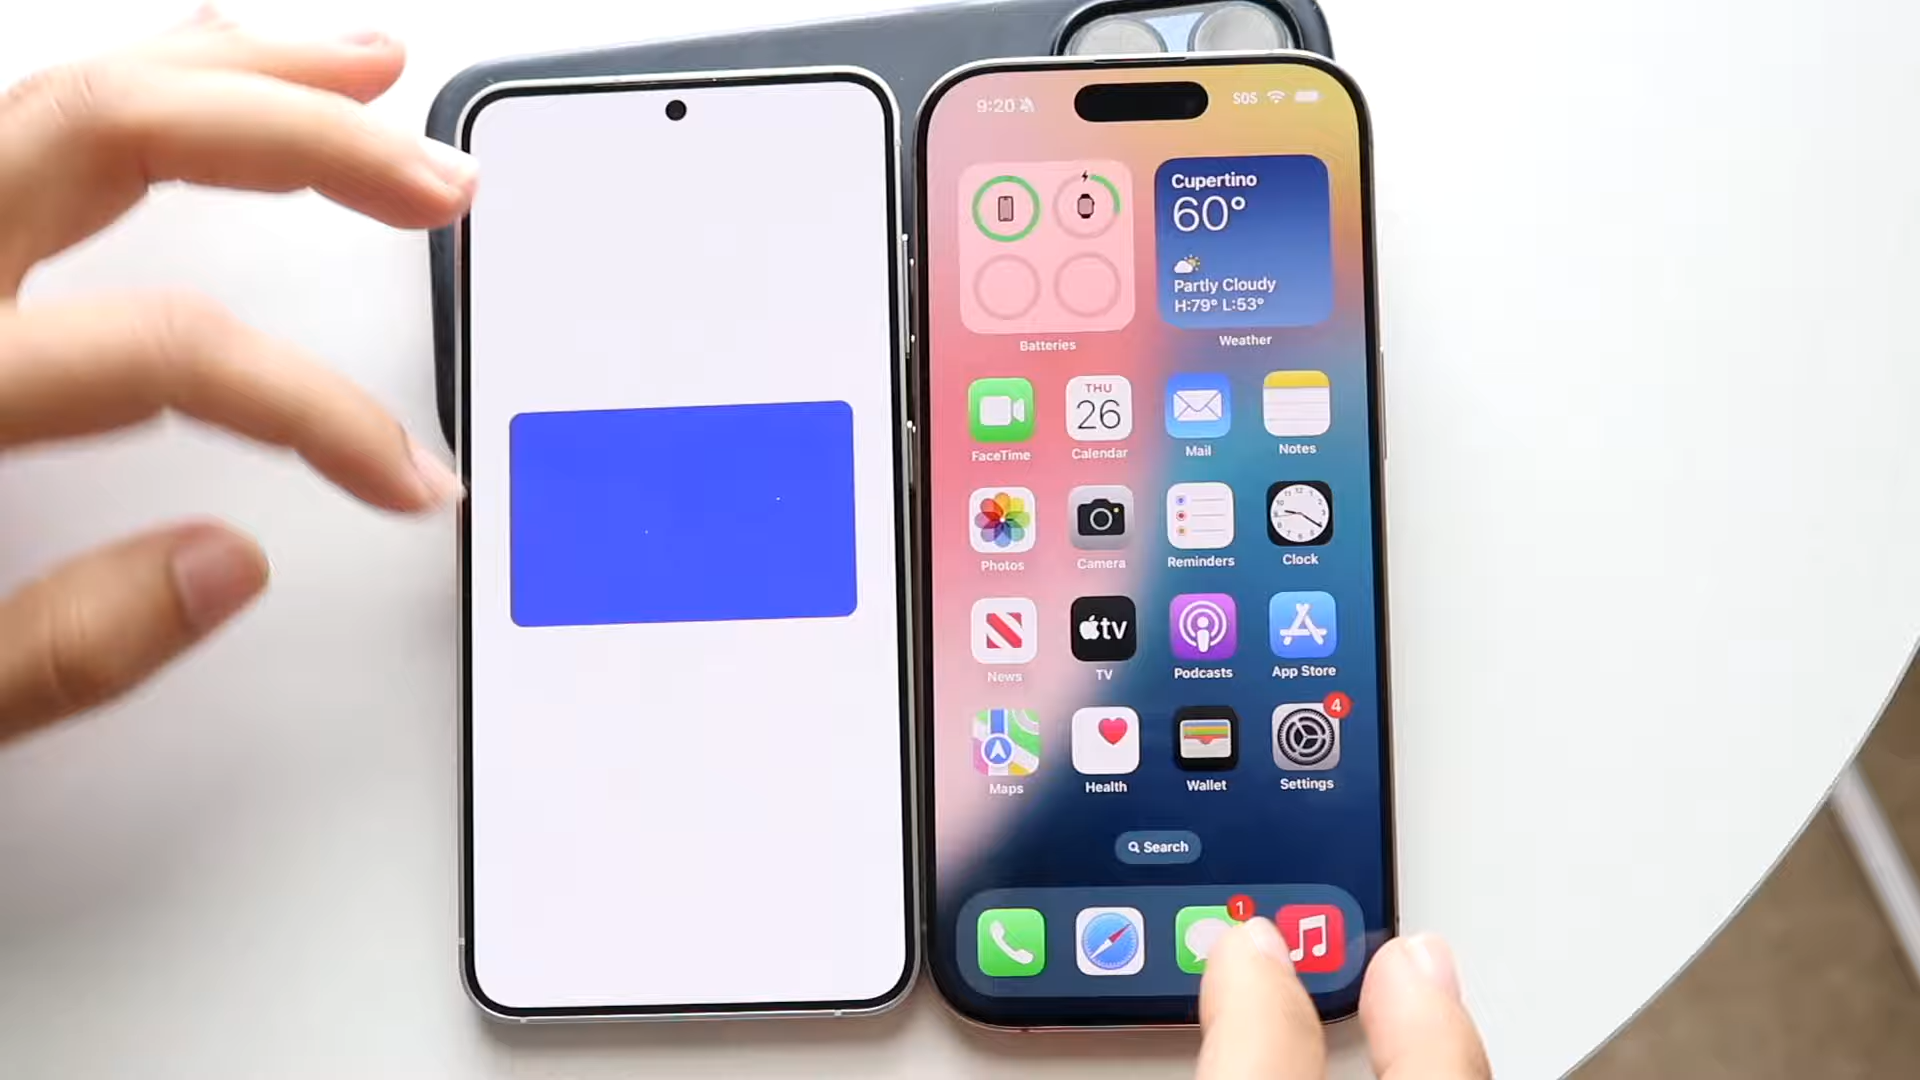 9:20
SOS
Cupertino
60°
Partly Cloudy
H:79° L:53°
Batteries
Weather
THU
26
FaceTime
Calendar
Mail
Notes
Photos
Camera
Reminders
Clock
tv
News
TV
Podcasts
App Store
4
Maps
Health
Wallet
Settings
Search
1